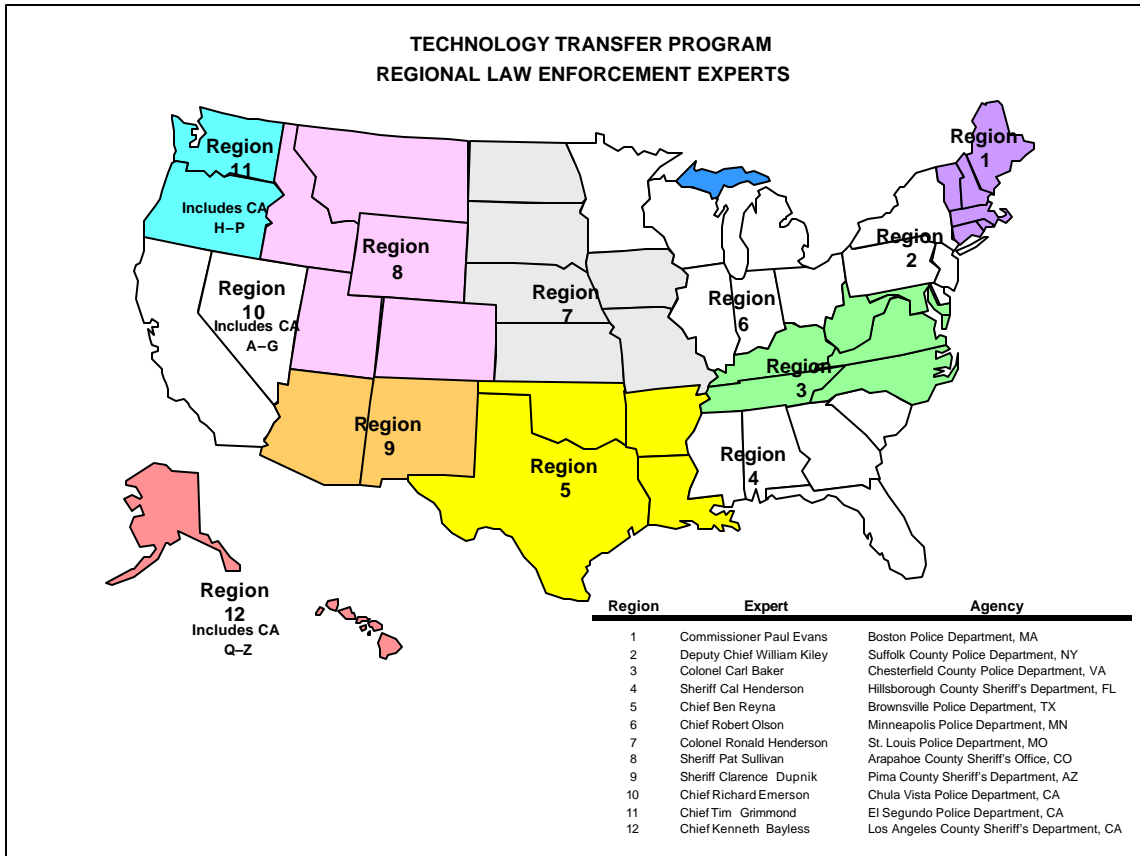 TECHNOLOGY TRANSFER PROGRAM
REGIONAL LAW ENFORCEMENT EXPERTS
Region
11
Includes CA
H–P
Region
8
Region
10
Includes CA
A–G
Region
7
Region
6
Region
1
Region
2
Region
3
Region
9
Region
5
Region
4
Region
12
Includes CA
Q–Z
Region Expert Agency
1 Commissioner Paul Evans Boston Police Department, MA
2 Deputy Chief William Kiley Suffolk County Police Department, NY
3 Colonel Carl Baker Chesterfield County Police Department, VA
4 Sheriff Cal Henderson Hillsborough County Sheriff's Department, FL
5 Chief Ben Reyna Brownsville Police Department, TX
6 Chief Robert Olson Minneapolis Police Department, MN
7 Colonel Ronald Henderson St. Louis Police Department, MO
8 Sheriff Pat Sullivan Arapahoe County Sheriff's Office, CO
9 Sheriff Clarence Dupnik Pima County Sheriff's Department, AZ
10 Chief Richard Emerson Chula Vista Police Department, CA
11 Chief Tim Grimmond El Segundo Police Department, CA
12 Chief Kenneth Bayless Los Angeles County Sheriff's Department, CA